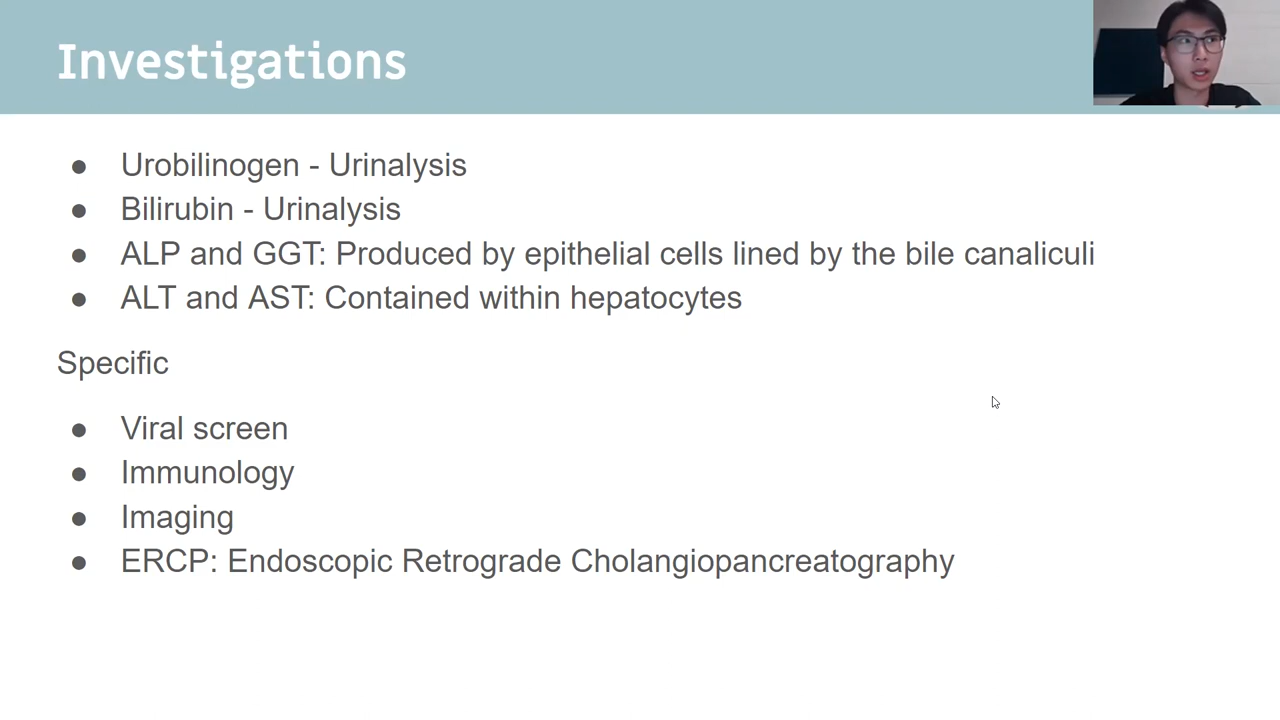 Investigations
● Urobilinogen - Urinalysis
● Bilirubin - Urinalysis
● ALP and GGT: Produced by epithelial cells lined by the bile canaliculi
● ALT and AST: Contained within hepatocytes
Specific
● Viral screen
● Immunology
● Imaging
● ERCP: Endoscopic Retrograde Cholangiopancreatography